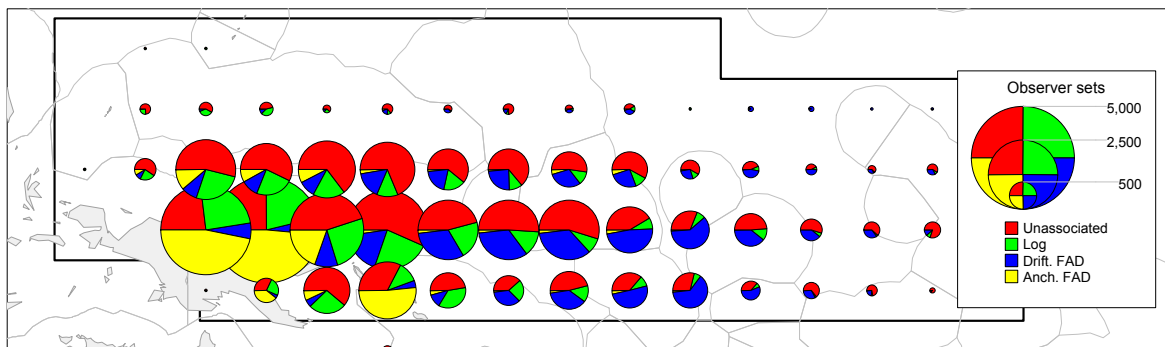 Observer sets
5,000
2,500
500
Unassociated
Log
Drift. FAD
Anch. FAD